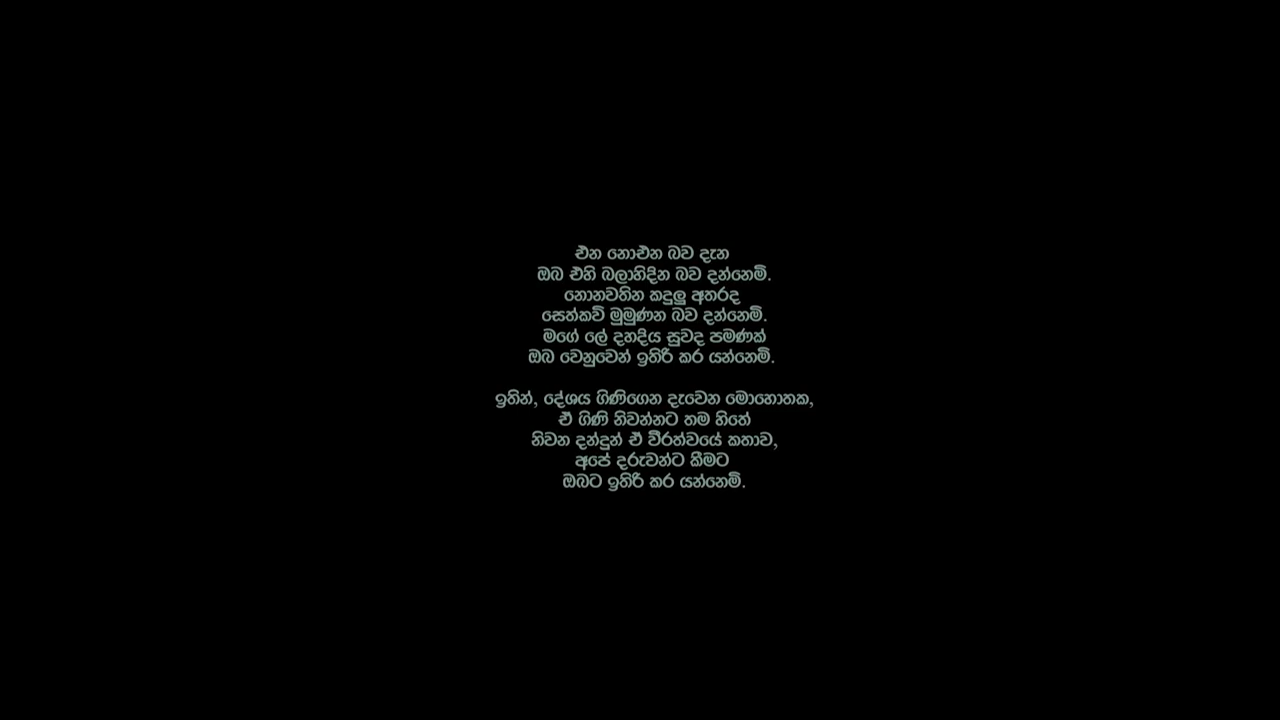 එන නොඑන බව දැන
ඔබ එහි බලාහිදින බව දන්නෙමි.
නොනවතින කදුලු අතරද
සෙත්කවි මුමුණන බව දන්නෙමි.
මගේ ලේ දහදිය සුවද පමණක්
ඔබ වෙනුවෙන් ඉතිරි කර යන්නෙමි.
ඉතින්, දේශය ගිණිගෙන දැවෙන මොහොතක,
ඒ ගිණි නිවන්නට තම හිතේ
නිවන දන්දුන් ඒ වීරත්වයේ කතාව,
අපේ දරුවන්ට කීමට
ඔබට ඉතිරි කර යන්නෙමි.